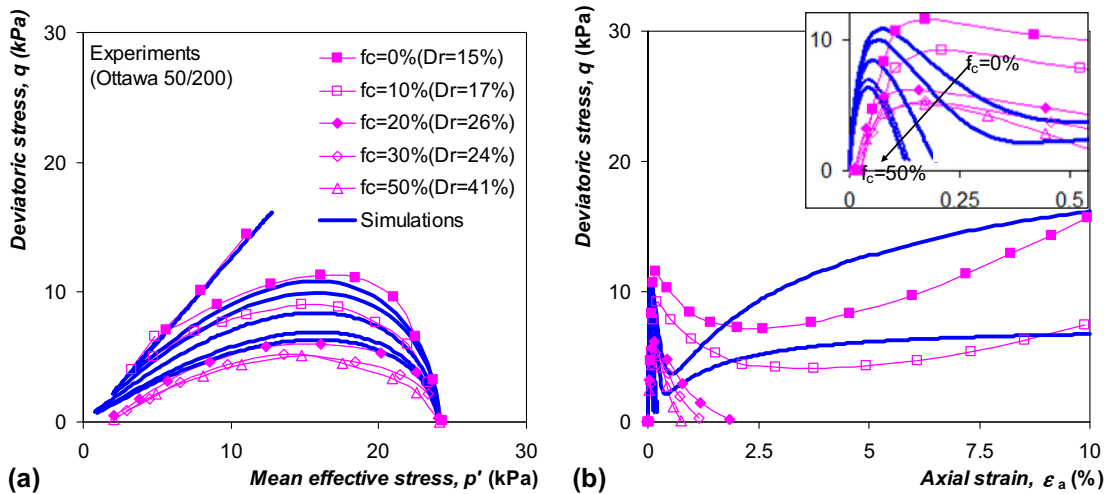 Deviatoric stress, q (kPa)
30
20
10
0
Experiments
(Ottawa 50/200)
fc=0%(Dr=15%)
fc=10%(Dr=17%)
fc=20%(Dr=26%)
fc=30%(Dr=24%)
fc=50%(Dr=41%)
Simulations
0
10
20
30
(a)
Mean effective stress, p' (kPa)
Deviatoric stress, q (kPa)
30
20
10
0
10
0
fc=0%
fc=50%
0
0.25
0.5
0
2.5
5
7.5
10
(b)
Axial strain, εa (%)